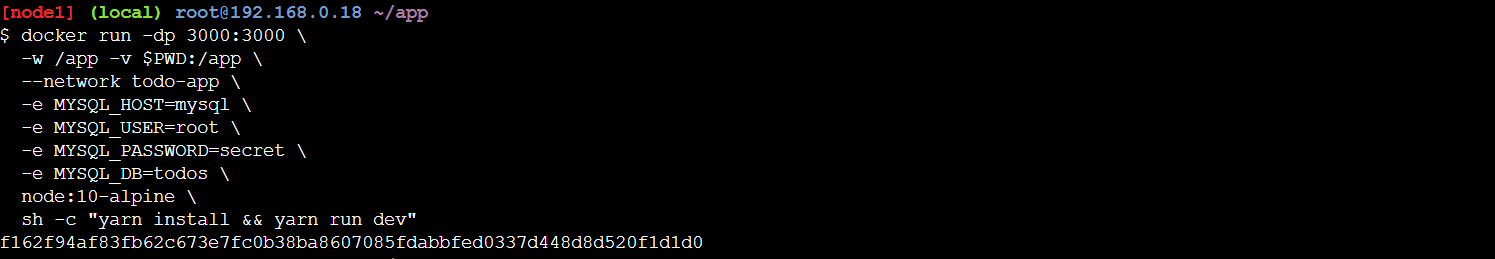 [node1] (local) root@192.168.0.18 ~/app
$ docker run -dp 3000:3000 \
  -w /app -v $PWD:/app \
  --network todo-app \
  -e MYSQL_HOST=mysql \
  -e MYSQL_USER=root \
  -e MYSQL_PASSWORD=secret \
  -e MYSQL_DB=todos \
  node:10-alpine \
  sh -c "yarn install && yarn run dev"
f162f94af83fb62c673e7fc0b38ba8607085fdabbfed0337d448d8d520f1d1d0